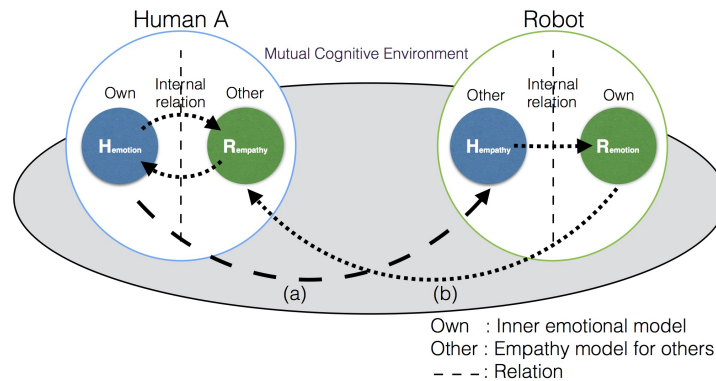 Human A
Robot
Mutual Cognitive Environment
Own
Internal
relation
Other
Other
Internal
relation
Own
Hemotion
Rempathy
Hempathy
Remotion
(a)
(b)
Own : Inner emotional model
Other : Empathy model for others
- - - : Relation